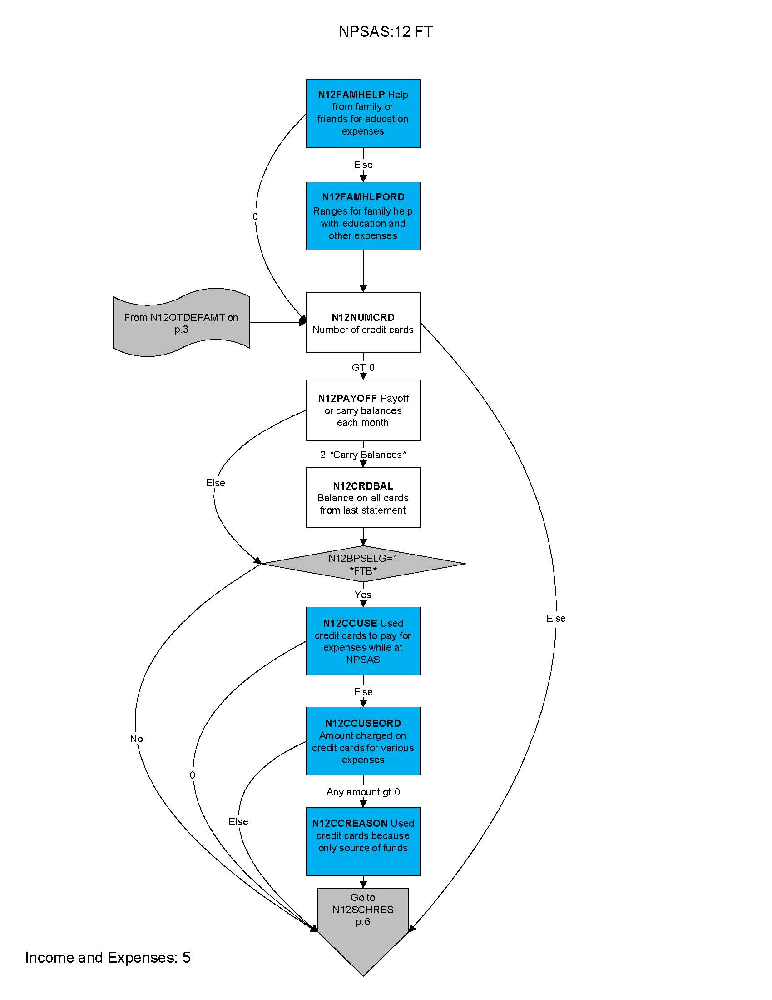 NPSAS:12 FT
N12FAMHELP Help
from family or
friends for education
expenses
Else
N12FAMHLPORD
Ranges for family help
with education and
other expenses
0
From N12OTDEPAMT on
p.3
N12NUMCRD
Number of credit cards
GT 0
N12PAYOFF Payoff
or carry balances
each month
2 *Carry Balances*
Else
N12CRDBAL
Balance on all cards
from last statement
N12BPSELG=1
*FTB*
Yes
N12CCUSE Used
credit cards to pay for
expenses while at
NPSAS
Else
Else
N12CCUSEORD
Amount charged on
credit cards for various
expenses
No
0
Any amount gt 0
Else
N12CCREASON Used
credit cards because
only source of funds
Go to
N12SCHRES
p.6
Income and Expenses: 5